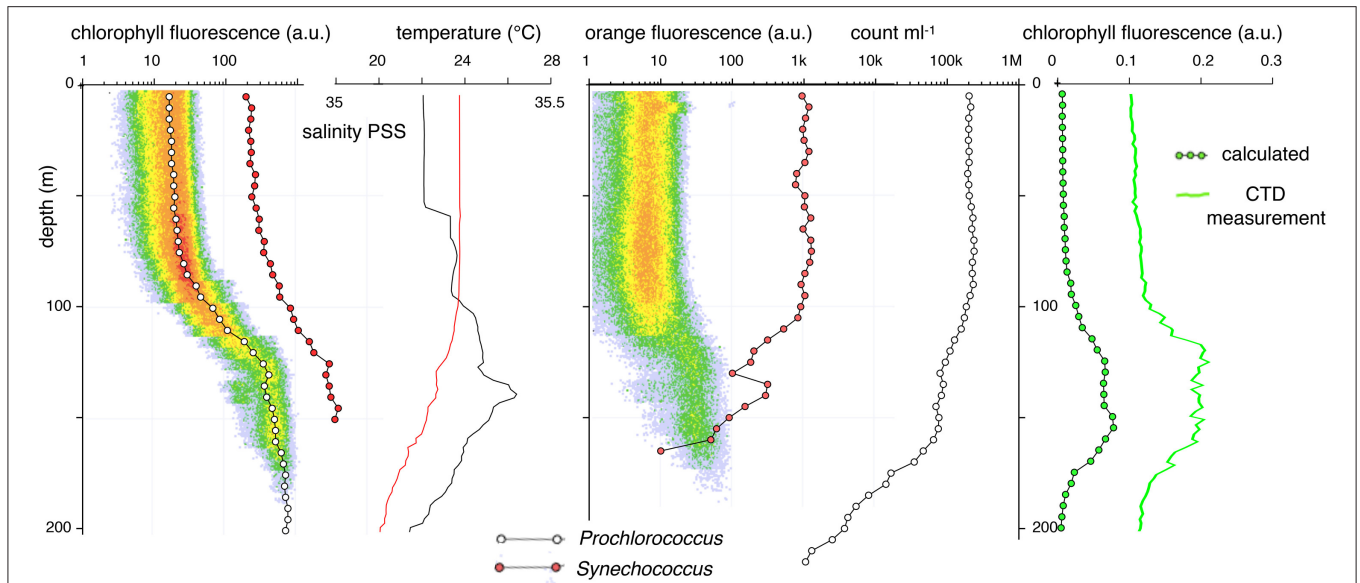 chlorophyll fluorescence (a.u.) temperature (°C) orange fluorescence (a.u.) count ml-1 chlorophyll fluorescence (a.u.)
1 10 100 1000 20 24 28 1 10 100 1k 10k 100k 1M 0 0.1 0.2 0.3
0 35 35.5 0
salinity PSS
calculated
CTD
measurement
depth (m)
100 100
200 200
Prochlorococcus
Synechococcus